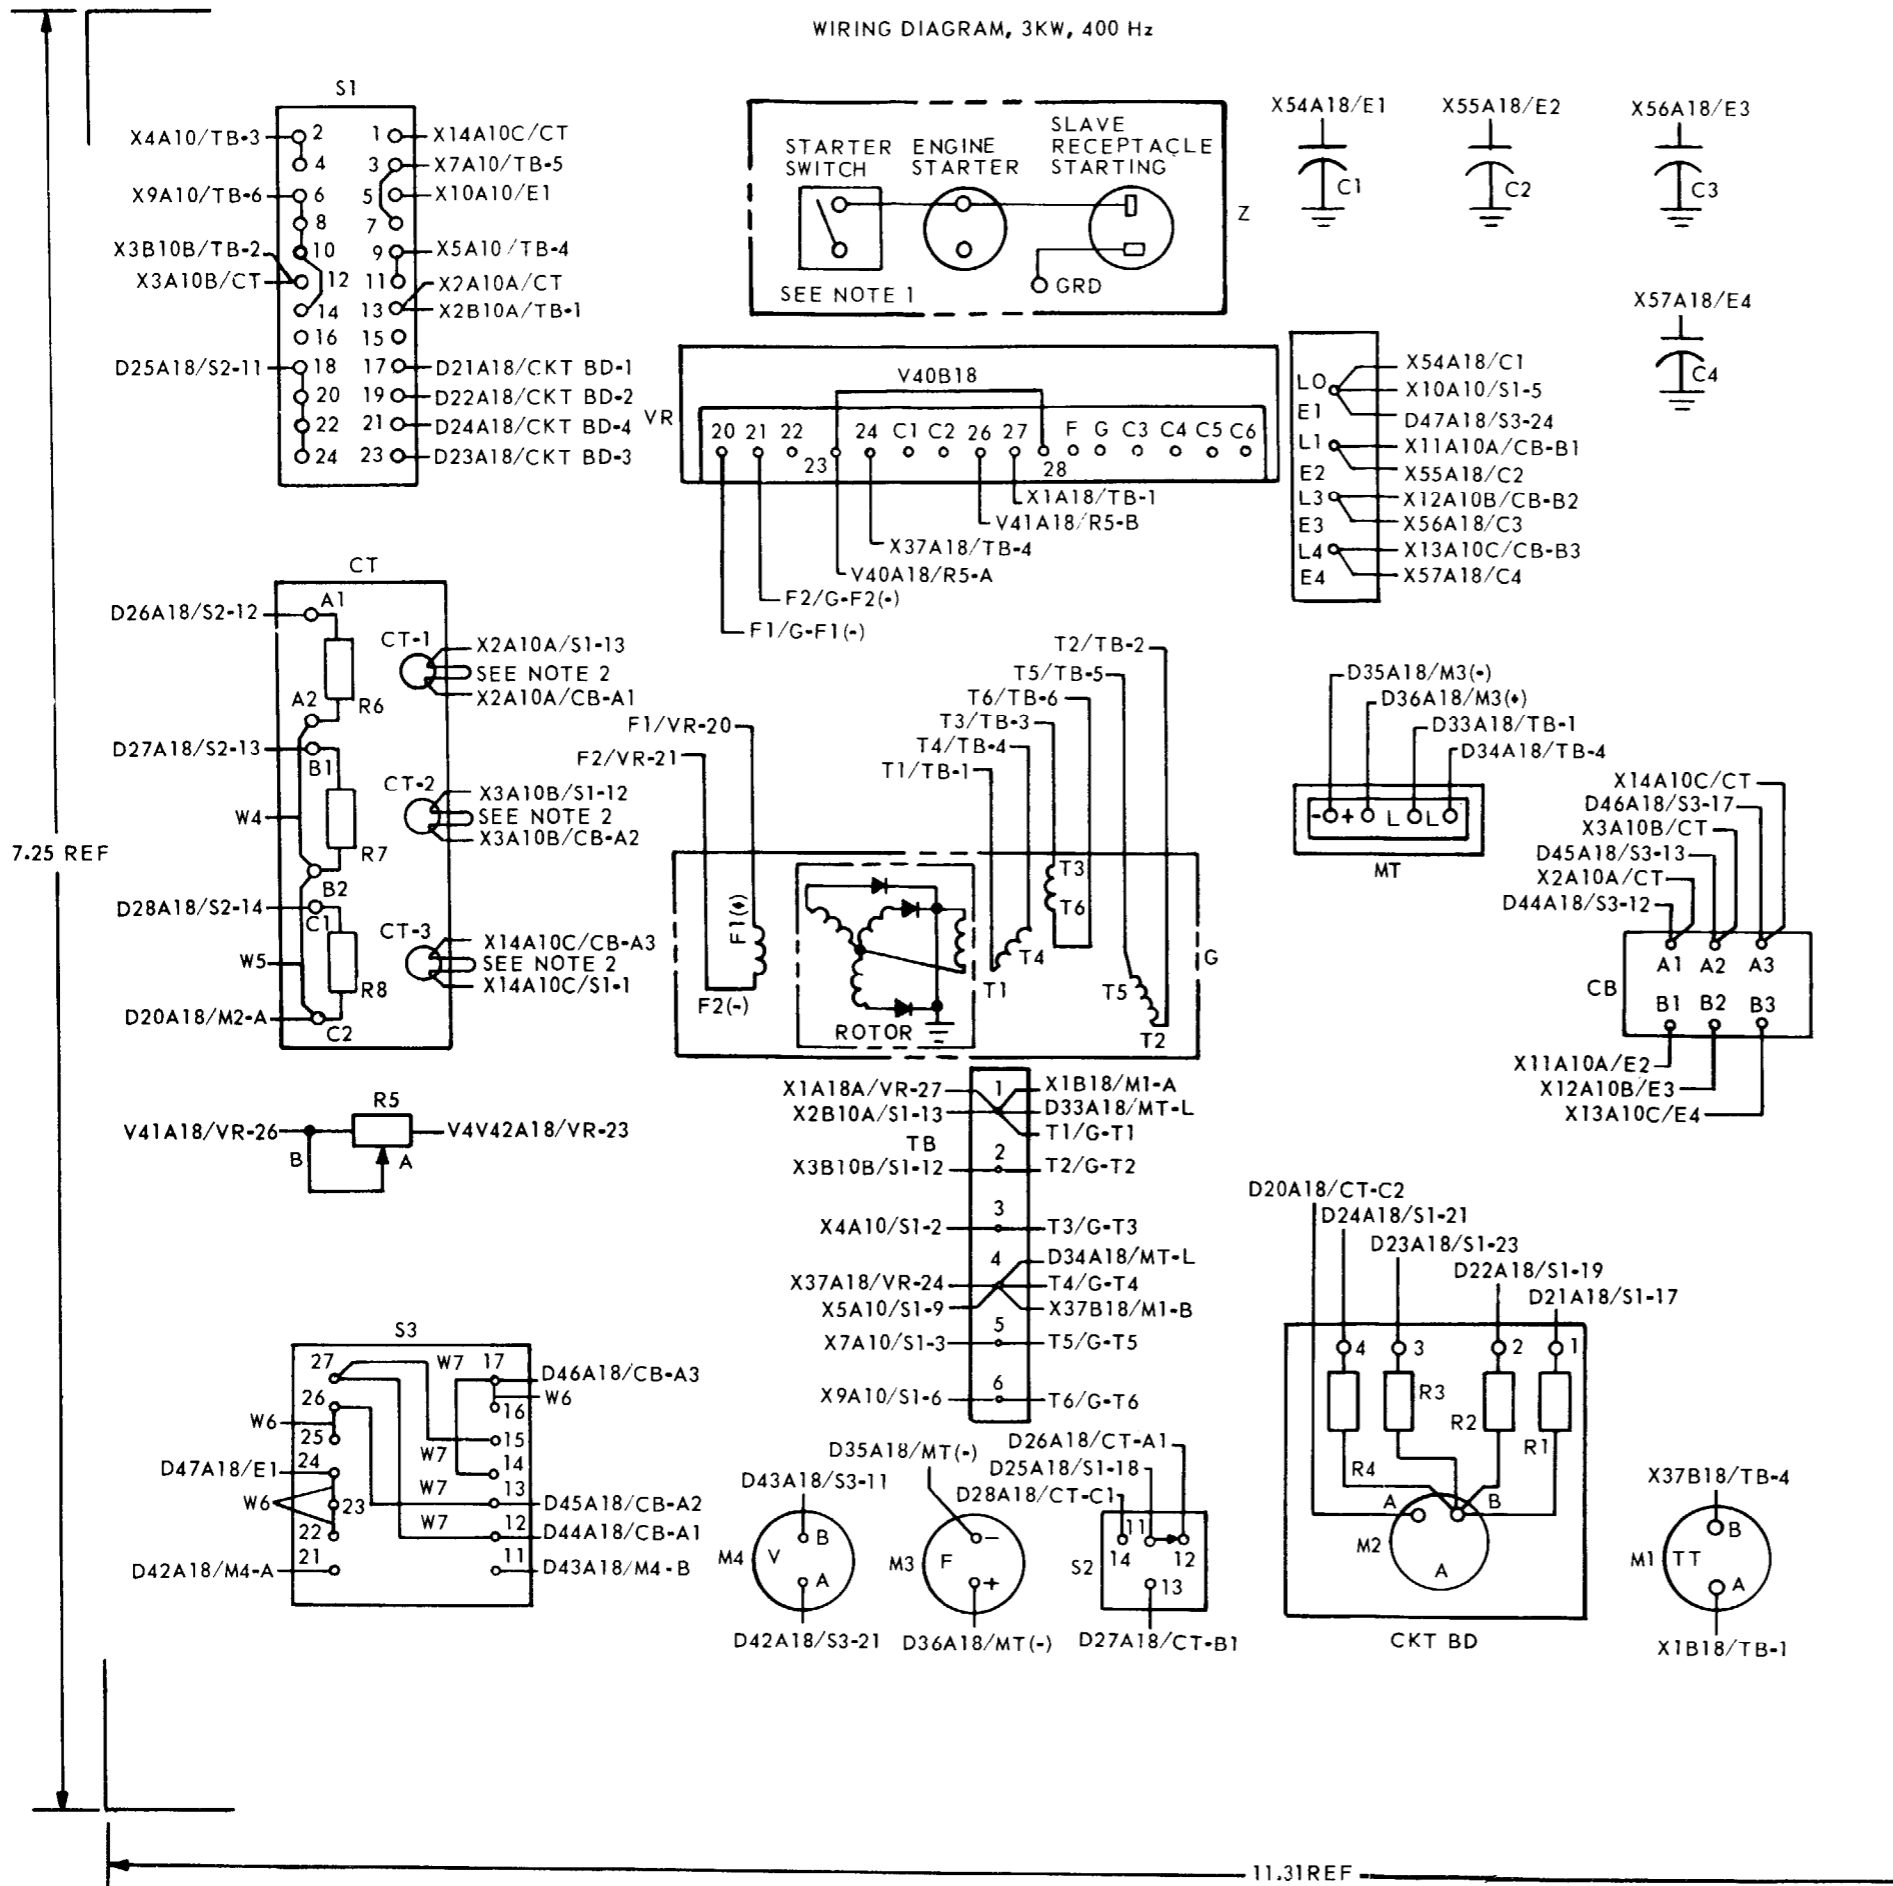 WIRING DIAGRAM, 3KW, 400 Hz
7.25 REF
S1
X4A10/TB-3
2
1
X14A10C/CT
4
3
X7A10/TB-5
X9A10/TB-6
6
5
X10A10/E1
8
7
X3B10B/TB-2
10
9
X5A10/TB-4
X3A10B/CT
12
11
X2A10A/CT
14
13
X2B10A/TB-1
16
15
D25A18/S2-11
18
17
D21A18/CKT BD-1
20
19
D22A18/CKT BD-2
22
21
D24A18/CKT BD-4
24
23
D23A18/CKT BD-3
STARTER
SWITCH
ENGINE
STARTER
SLAVE
RECEPTACLE
STARTING
Z
GRD
SEE NOTE 1
X54A18/E1
C1
X55A18/E2
C2
X56A18/E3
C3
X57A18/E4
C4
V40B18
VR
20 21 22 23 24 C1 C2 26 27 28 F G C3 C4 C5 C6
X1A18/TB-1
V41A18/R5-B
X37A18/TB-4
V40A18/R5-A
F2/G-F2(-)
F1/G-F1(-)
LO
E1
L1
E2
L3
E3
L4
E4
X54A18/C1
X10A10/S1-5
D47A18/S3-24
X11A10A/CB-B1
X55A18/C2
X12A10B/CB-B2
X56A18/C3
X13A10C/CB-B3
X57A18/C4
CT
D26A18/S2-12
A1
R6
A2
CT-1
X2A10A/S1-13
SEE NOTE 2
X2A10A/CB-A1
D27A18/S2-13
B1
W4
R7
B2
CT-2
X3A10B/S1-12
SEE NOTE 2
X3A10B/CB-A2
D28A18/S2-14
C1
W5
R8
CT-3
X14A10C/CB-A3
SEE NOTE 2
X14A10C/S1-1
D20A18/M2-A
C2
T2/TB-2
T5/TB-5
T6/TB-6
T3/TB-3
T4/TB-4
T1/TB-1
F1/VR-20
F2/VR-21
F1(+)
F2(-)
ROTOR
T3
T6
T4
T1
T5
T2
G
D35A18/M3(-)
D36A18/M3(+)
D33A18/TB-1
D34A18/TB-4
- + L L
MT
X14A10C/CT
D46A18/S3-17
X3A10B/CT
D45A18/S3-13
X2A10A/CT
D44A18/S3-12
A1 A2 A3
CB
B1 B2 B3
X11A10A/E2
X12A10B/E3
X13A10C/E4
R5
V41A18/VR-26
V4V42A18/VR-23
B
A
TB
X1A18A/VR-27
1
X1B18/M1-A
X2B10A/S1-13
D33A18/MT-L
T1/G-T1
X3B10B/S1-12
2
T2/G-T2
X4A10/S1-2
3
T3/G-T3
4
D34A18/MT-L
X37A18/VR-24
T4/G-T4
X5A10/S1-9
X37B18/M1-B
X7A10/S1-3
5
T5/G-T5
X9A10/S1-6
6
T6/G-T6
S3
27
W7
17
D46A18/CB-A3
26
W6
16
W6
25
15
D47A18/E1
24
W7
14
W6
23
W7
13
D45A18/CB-A2
22
W7
12
D44A18/CB-A1
D42A18/M4-A
21
11
D43A18/M4-B
D43A18/S3-11
M4
V
B
A
D42A18/S3-21
D35A18/MT(-)
M3
F
-
+
D36A18/MT(-)
D26A18/CT-A1
D25A18/S1-18
D28A18/CT-C1
S2
11
14
12
13
D27A18/CT-B1
D20A18/CT-C2
D24A18/S1-21
D23A18/S1-23
D22A18/S1-19
D21A18/S1-17
4 3 2 1
R3
R2
R1
R4
A
B
M2
A
CKT BD
X37B18/TB-4
B
M1
TT
A
X1B18/TB-1
11.31REF